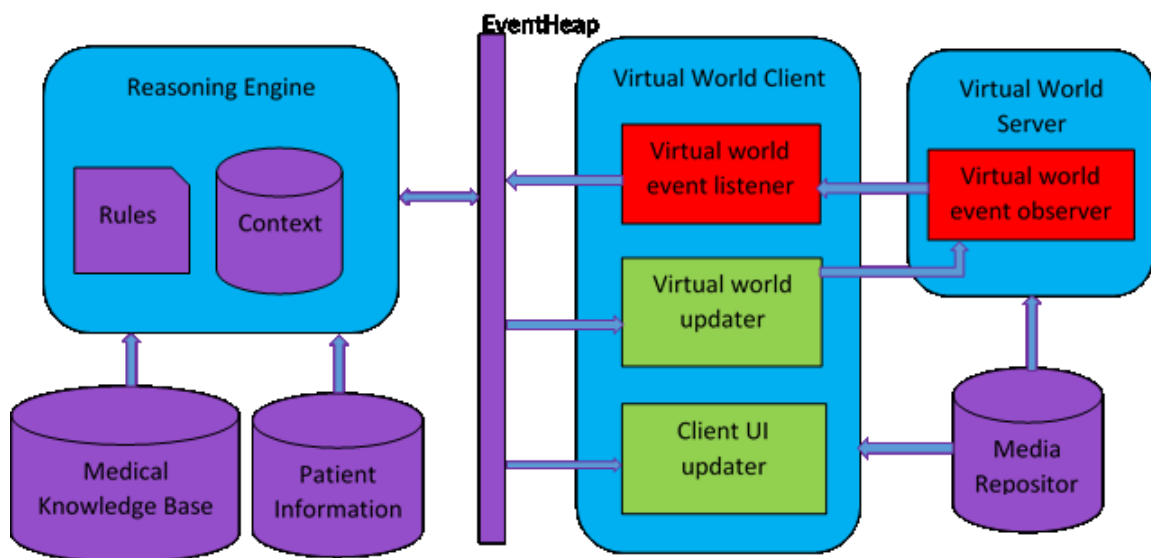 EventHeap
Reasoning Engine
Rules
Context
Medical
Knowledge Base
Patient
Information
Virtual World Client
Virtual world
event listener
Virtual world
updater
Client UI
updater
Virtual World
Server
Virtual world
event observer
Media
Repositor